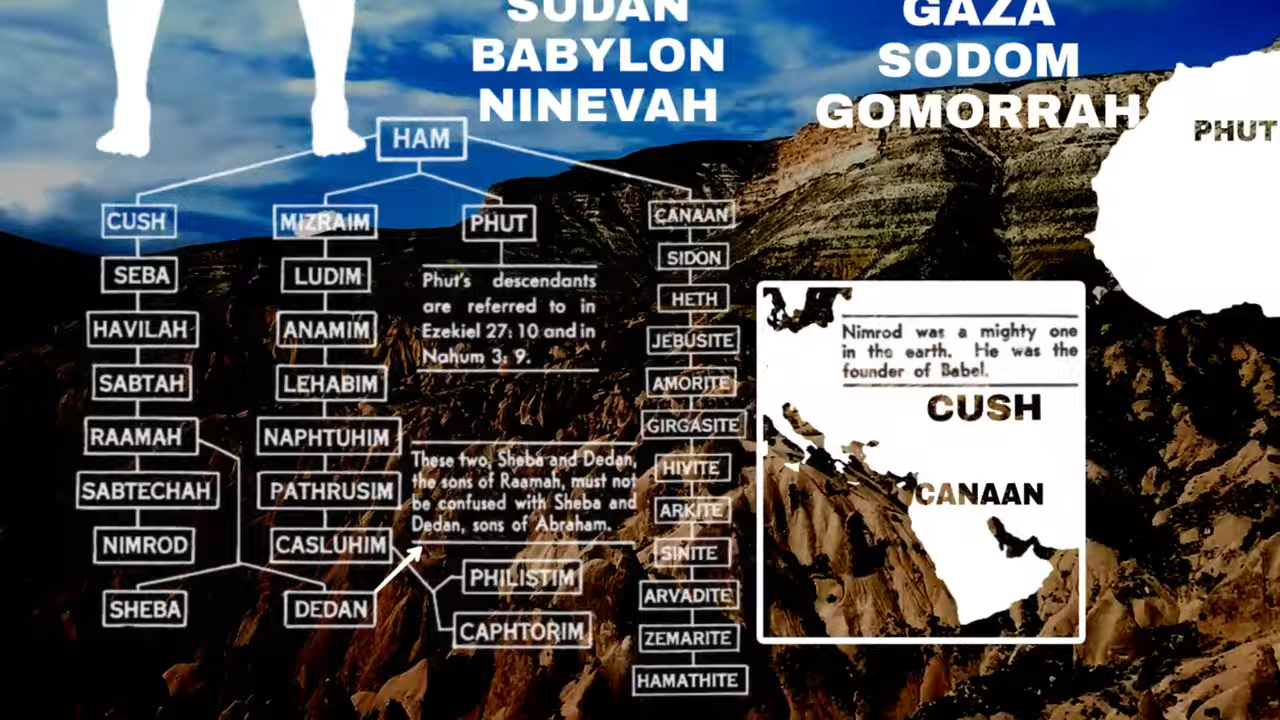 SUDAN
BABYLON
NINEVAH
GAZA
SODOM
GOMORRAH
PHUT
HAM
CUSH
MIZRAIM
PHUT
CANAAN
SEBA
HAVILAH
SABTAH
RAAMAH
SABTECHAH
NIMROD
SHEBA
DEDAN
LUDIM
ANAMIM
LEHABIM
NAPHTUHIM
PATHRUSIM
CASLUHIM
PHILISTIM
CAPHTORIM
Phut's descendants
are referred to in
Ezekiel 27: 10 and in
Nahum 3: 9.
These two, Sheba and Dedan,
the sons of Raamah, must not
be confused with Sheba and
Dedan, sons of Abraham.
SIDON
HETH
JEBUSITE
AMORITE
GIRGASITE
HIVITE
ARKITE
SINITE
ARVADITE
ZEMARITE
HAMATHITE
Nimrod was a mighty one
in the earth. He was the
founder of Babel.
CUSH
CANAAN